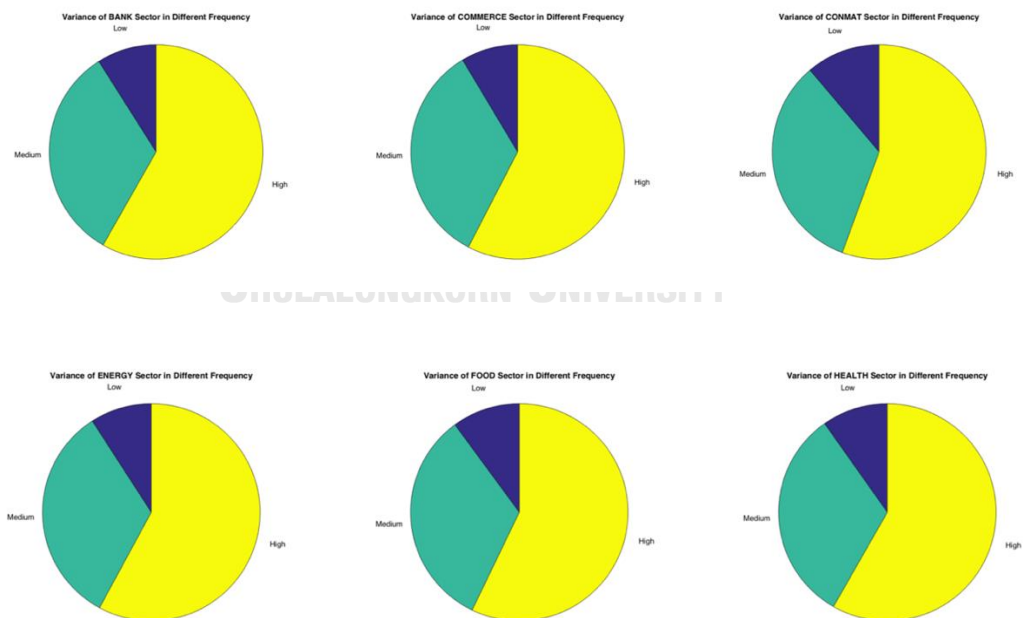 Variance of BANK Sector in Different Frequency
Low
Medium
High
Variance of COMMERCE Sector in Different Frequency
Low
Medium
High
Variance of CONMAT Sector in Different Frequency
Low
Medium
High
CHULALONGKORN UNIVERSITY
Variance of ENERGY Sector in Different Frequency
Low
Medium
High
Variance of FOOD Sector in Different Frequency
Low
Medium
High
Variance of HEALTH Sector in Different Frequency
Low
Medium
High